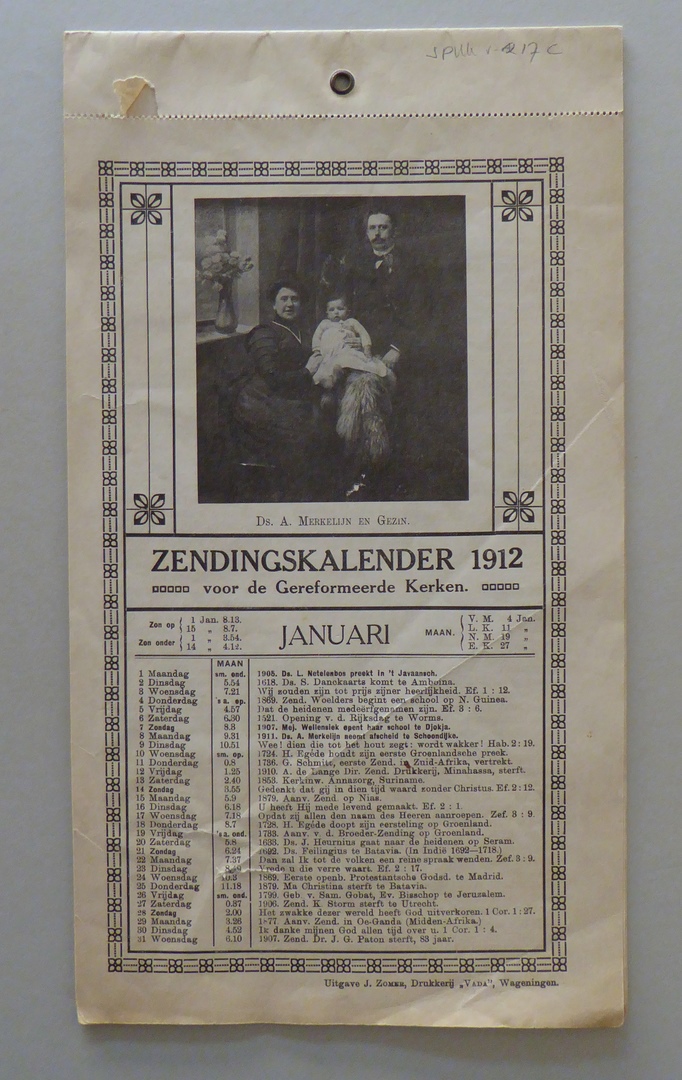 Ds. A. Merkelijn en Gezin.
ZENDINGSKALENDER 1912
voor de Gereformeerde Kerken.
Zon op { 1 Jan. 8.13.
15 „ 8.7.
Zon onder { 1 „ 3.54.
14 „ 4.12.
JANUARI
MAAN. { V. M. 4 Jan.
L. K. 11 „
N. M. 19 „
E. K. 27 „
MAAN
1 Maandag sm. ond. 1905. Ds. L. Netelenbos preekt in 't Javaansch.
2 Dinsdag 5.54 1618. Ds. S. Danckaarts komt te Amboina.
3 Woensdag 7.21 Wij zouden zijn tot prijs zijner heerlijkheid. Ef. 1 : 12.
4 Donderdag 's a. op. 1869. Zend. Woelders begint een school op N. Guinea.
5 Vrijdag 4.57 Dat de heidenen medeërfgenamen zijn. Ef. 3 : 6.
6 Zaterdag 6.30 1521. Opening v. d. Rijksdag te Worms.
7 Zondag 8.8 1907. Mej. Wellensiek opent haar school te Djokja.
8 Maandag 9.31 1911. Ds. A. Merkelijn neemt afscheid te Schoondijke.
9 Dinsdag 10.51 Wee! dien die tot het hout zegt: wordt wakker! Hab. 2 : 19.
10 Woensdag sm. op. 1724. H. Egéde houdt zijn eerste Groenlandsche preek.
11 Donderdag 0.8 1736. G. Schmitt, eerste Zend. in Zuid-Afrika, vertrekt.
12 Vrijdag 1.25 1910. A. de Lange Dir. Zend. Drukkerij, Minahassa, sterft.
13 Zaterdag 2.40 1853. Kerkinw. Annazorg, Suriname.
14 Zondag 3.55 Gedenkt dat gij in dien tijd waard zonder Christus. Ef. 2 : 12.
15 Maandag 5.9 1879. Aanv. Zend. op Nias.
16 Dinsdag 6.18 U heeft Hij mede levend gemaakt. Ef. 2 : 1.
17 Woensdag 7.18 Opdat zij allen den naam des Heeren aanroepen. Zef. 3 : 9.
18 Donderdag 8.7 1728. H. Egéde doopt zijn eersteling op Groenland.
19 Vrijdag 's a. ond. 1733. Aanv. v. d. Broeder-Zending op Groenland.
20 Zaterdag 5.8 1633. Ds. J. Heurnius gaat naar de heidenen op Seram.
21 Zondag 6.24 1692. Ds. Feilingius te Batavia. (In Indië 1692—1718.)
22 Maandag 7.37 Dan zal Ik tot de volken een reine spraak wenden. Zef. 3 : 9.
23 Dinsdag Vrede u die verre waart. Ef. 2 : 17.
24 Woensdag 1869. Eerste openb. Protestantsche Godsd. te Madrid.
25 Donderdag 11.18 1879. Ma Christina sterft te Batavia.
26 Vrijdag sm. ond. 1799. Geb. v. Sam. Gobat, Ev. Bisschop te Jerusalem.
27 Zaterdag 0.37 1906. Zend. K. Storm sterft te Utrecht.
28 Zondag 2.00 Het zwakke dezer wereld heeft God uitverkoren. 1 Cor. 1 : 27.
29 Maandag 3.26 1877. Aanv. Zend. in Oe-Ganda (Midden-Afrika.)
30 Dinsdag 4.52 Ik danke mijnen God allen tijd over u. 1 Cor. 1 : 4.
31 Woensdag 6.10 1907. Zend. Dr. J. G. Paton sterft, 83 jaar.
Uitgave J. Zomer, Drukkerij „Vada”, Wageningen.